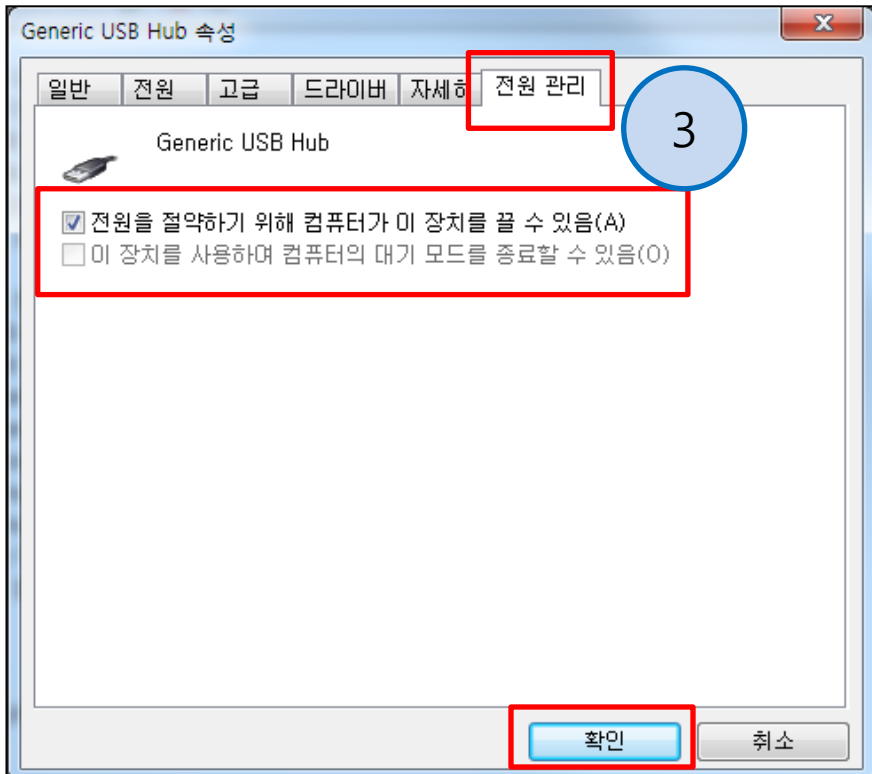 Generic USB Hub 속성
x
일반 전원 고급 드라이버 자세히 전원 관리
3
Generic USB Hub
전원을 절약하기 위해 컴퓨터가 이 장치를 끌 수 있음(A)
이 장치를 사용하여 컴퓨터의 대기 모드를 종료할 수 있음(O)
확인 취소